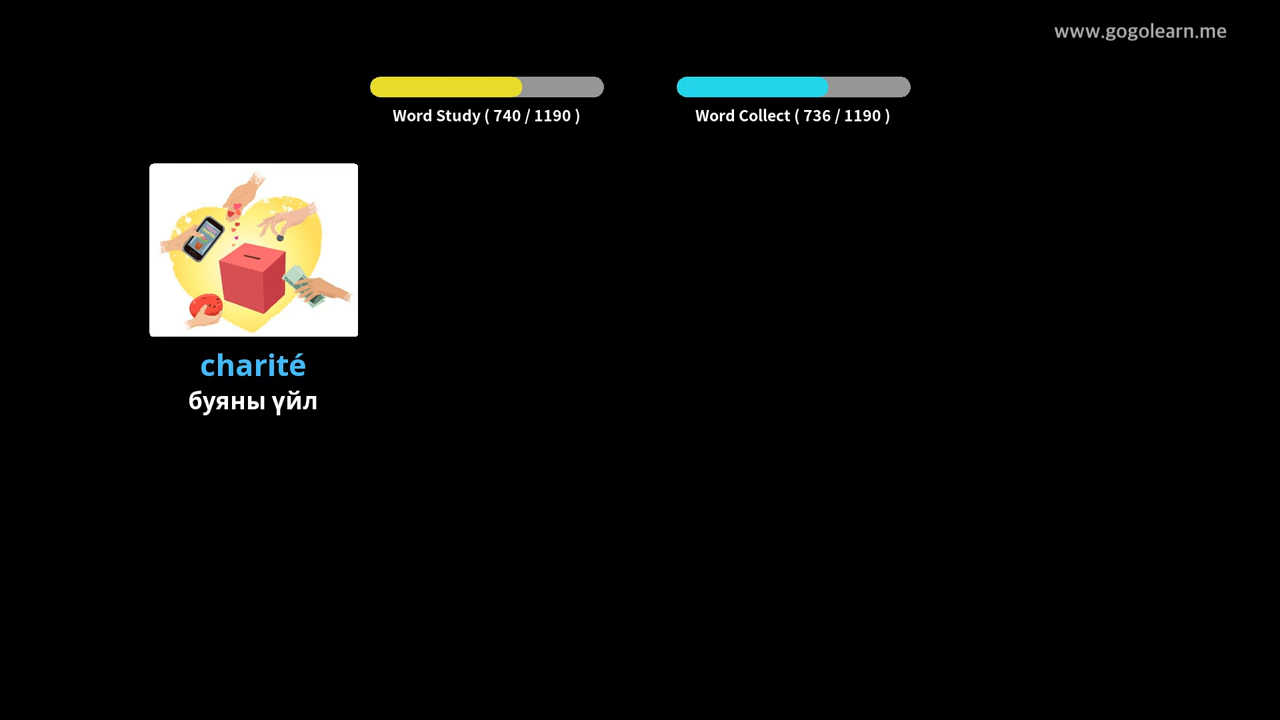 www.gogolearn.me
Word Study ( 740 / 1190 )
Word Collect ( 736 / 1190 )
charité
буяны үйл